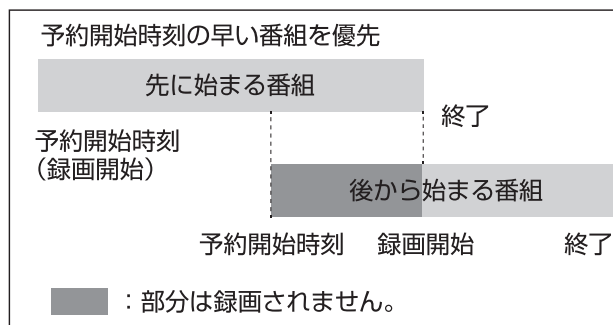 予約開始時刻の早い番組を優先
先に始まる番組
終了
予約開始時刻
(録画開始)
後から始まる番組
予約開始時刻 録画開始 終了
：部分は録画されません。